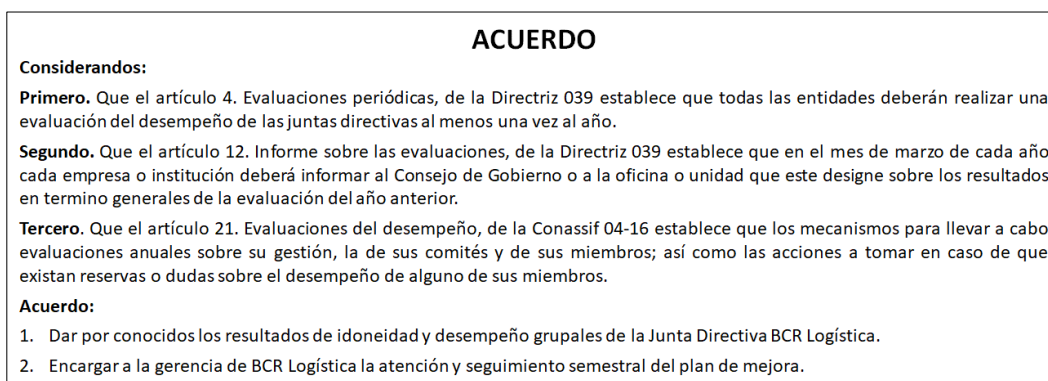 ACUERDO
Considerandos:
Primero. Que el artículo 4. Evaluaciones periódicas, de la Directriz 039 establece que todas las entidades deberán realizar una
evaluación del desempeño de las juntas directivas al menos una vez al año.
Segundo. Que el artículo 12. Informe sobre las evaluaciones, de la Directriz 039 establece que en el mes de marzo de cada año
cada empresa o institución deberá informar al Consejo de Gobierno o a la oficina o unidad que este designe sobre los resultados
en termino generales de la evaluación del año anterior.
Tercero. Que el artículo 21. Evaluaciones del desempeño, de la Conassif 04-16 establece que los mecanismos para llevar a cabo
evaluaciones anuales sobre su gestión, la de sus comités y de sus miembros; así como las acciones a tomar en caso de que
existan reservas o dudas sobre el desempeño de alguno de sus miembros.
Acuerdo:
1. Dar por conocidos los resultados de idoneidad y desempeño grupales de la Junta Directiva BCR Logística.
2. Encargar a la gerencia de BCR Logística la atención y seguimiento semestral del plan de mejora.